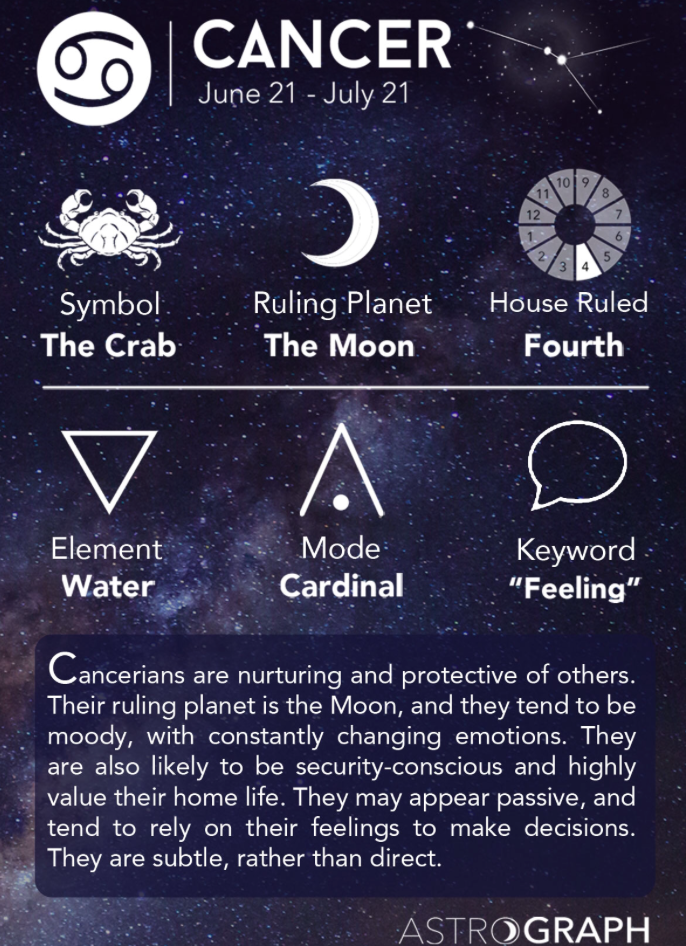 CANCER
June 21 - July 21
10 9
11 8
12 7
1 6
2 5
3 4
Symbol Ruling Planet House Ruled
The Crab The Moon Fourth
Element Mode Keyword
Water Cardinal “Feeling”
Cancerians are nurturing and protective of others.
Their ruling planet is the Moon, and they tend to be
moody, with constantly changing emotions. They
are also likely to be security-conscious and highly
value their home life. They may appear passive, and
tend to rely on their feelings to make decisions.
They are subtle, rather than direct.
ASTROGRAPH